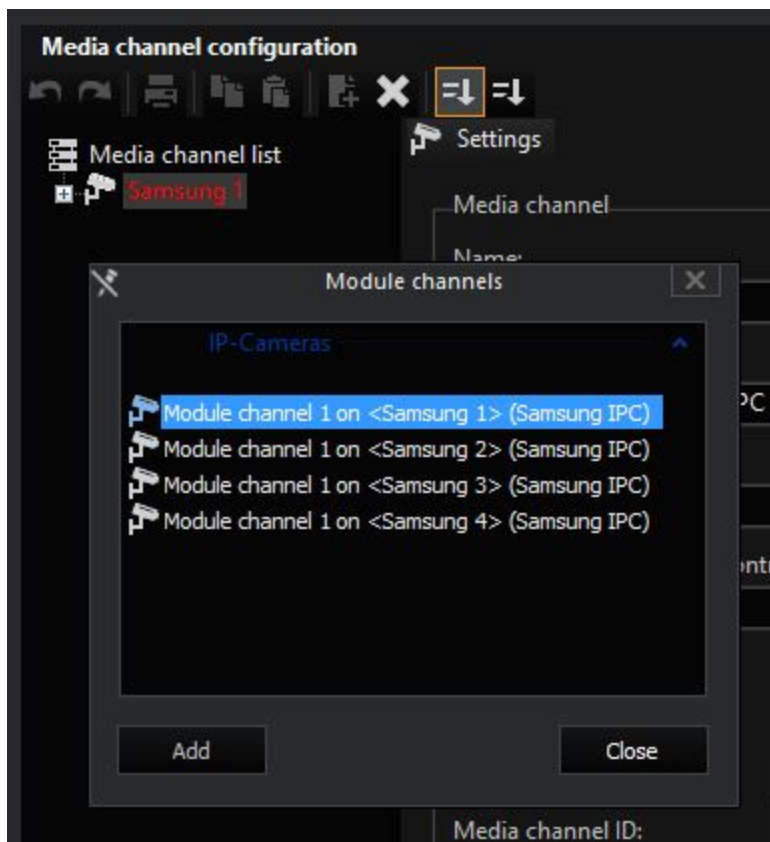 Media channel configuration
Media channel list
Settings
Samsung 1
Media channel
Name:
Module channels
IP-Cameras
Module channel 1 on <Samsung 1> (Samsung IPC)
Module channel 1 on <Samsung 2> (Samsung IPC)
Module channel 1 on <Samsung 3> (Samsung IPC)
Module channel 1 on <Samsung 4> (Samsung IPC)
Add
Close
Media channel ID: